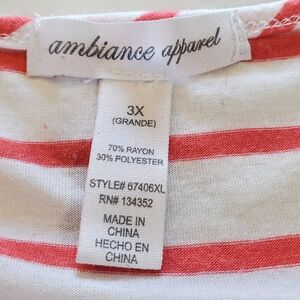 ambiance apparel
3X
(GRANDE)
70% RAYON
30% POLYESTER
STYLE# 67406XL
RN# 134352
MADE IN
CHINA
HECHO EN
CHINA